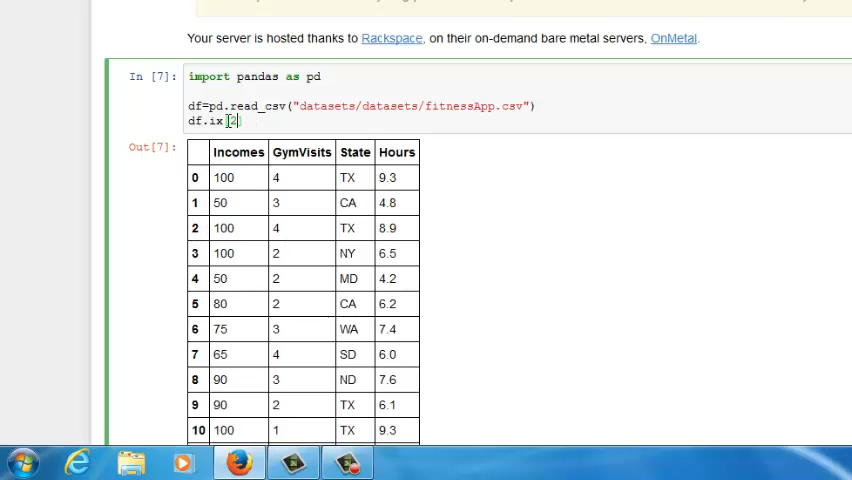 Your server is hosted thanks to Rackspace, on their on-demand bare metal servers, OnMetal.
In [7]: import pandas as pd
df=pd.read_csv("datasets/datasets/fitnessApp.csv")
df.ix[2]
Out[7]:
Incomes GymVisits State Hours
0 100 4 TX 9.3
1 50 3 CA 4.8
2 100 4 TX 8.9
3 100 2 NY 6.5
4 50 2 MD 4.2
5 80 2 CA 6.2
6 75 3 WA 7.4
7 65 4 SD 6.0
8 90 3 ND 7.6
9 90 2 TX 6.1
10 100 1 TX 9.3